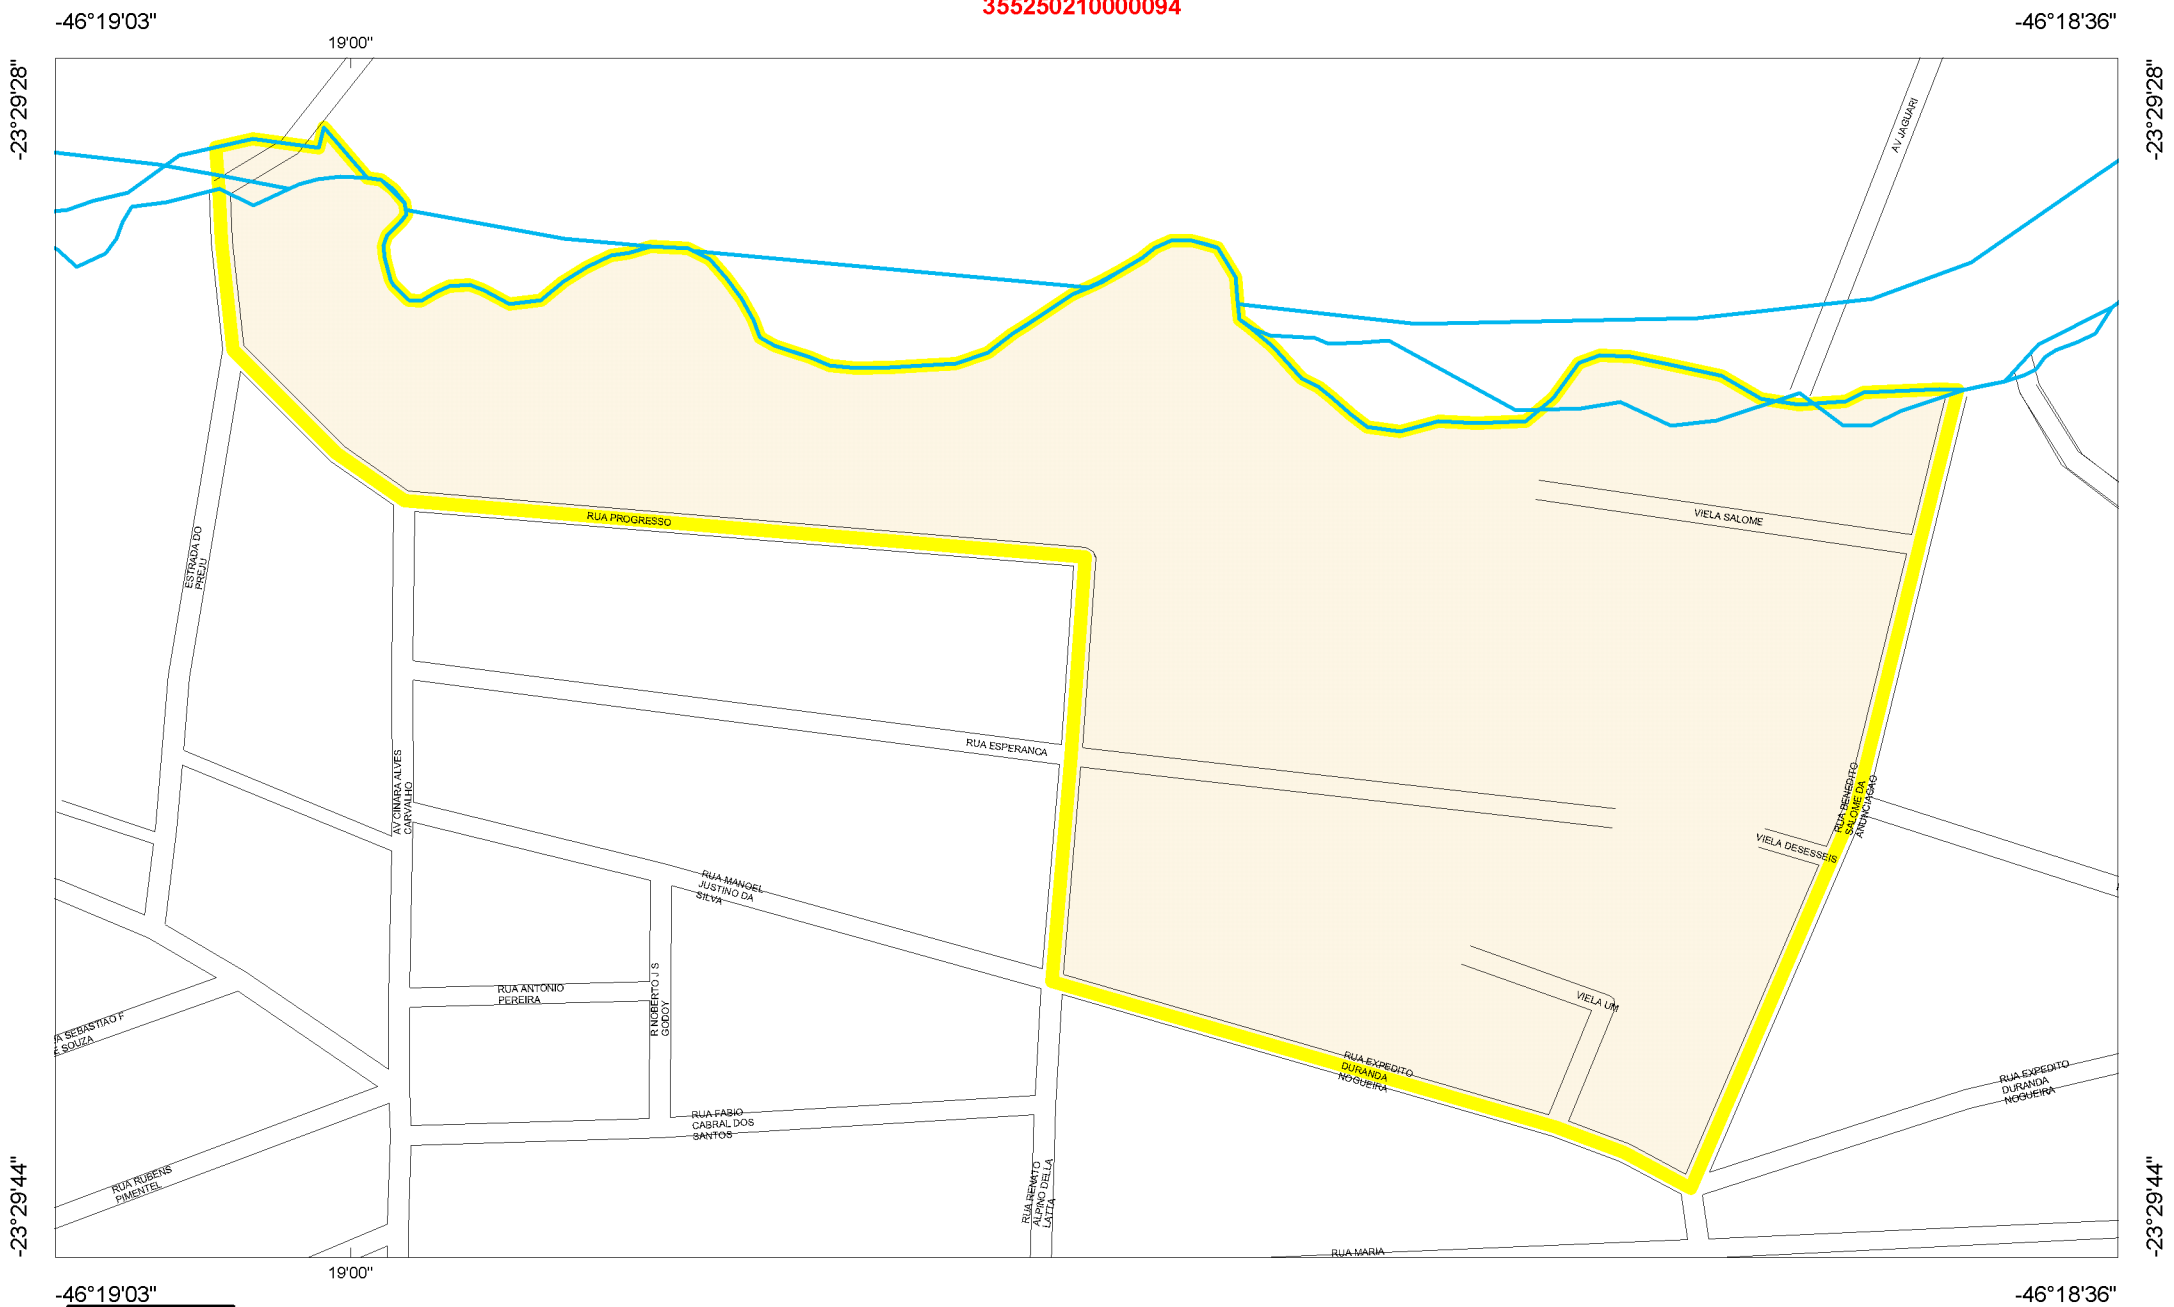 355250210000094
-46°19'03"
-46°18'36"
19'00"
-23°29'28"
-23°29'28"
AV JAGUARI
RUA PROGRESSO
VIELA SALOME
ESTRADA DO
PREJU
RUA ESPERANCA
AV CINARA ALVES
CARVALHO
RUA BENEDITO
SALOME DA
ANUNCIACAO
VIELA DESESSEIS
RUA MANOEL
JUSTINO DA
SILVA
RUA ANTONIO
PEREIRA
R NOBERTO J S
GODOY
VIELA UM
UA SEBASTIAO F
E SOUZA
RUA EXPEDITO
DURANDA
NOGUEIRA
RUA EXPEDITO
DURANDA
NOGUEIRA
RUA FABIO
CABRAL DOS
SANTOS
RUA RUBENS
PIMENTEL
RUA RENATO
ALPINO DELLA
LATTA
RUA MARIA
-23°29'44"
-23°29'44"
19'00"
-46°19'03"
-46°18'36"